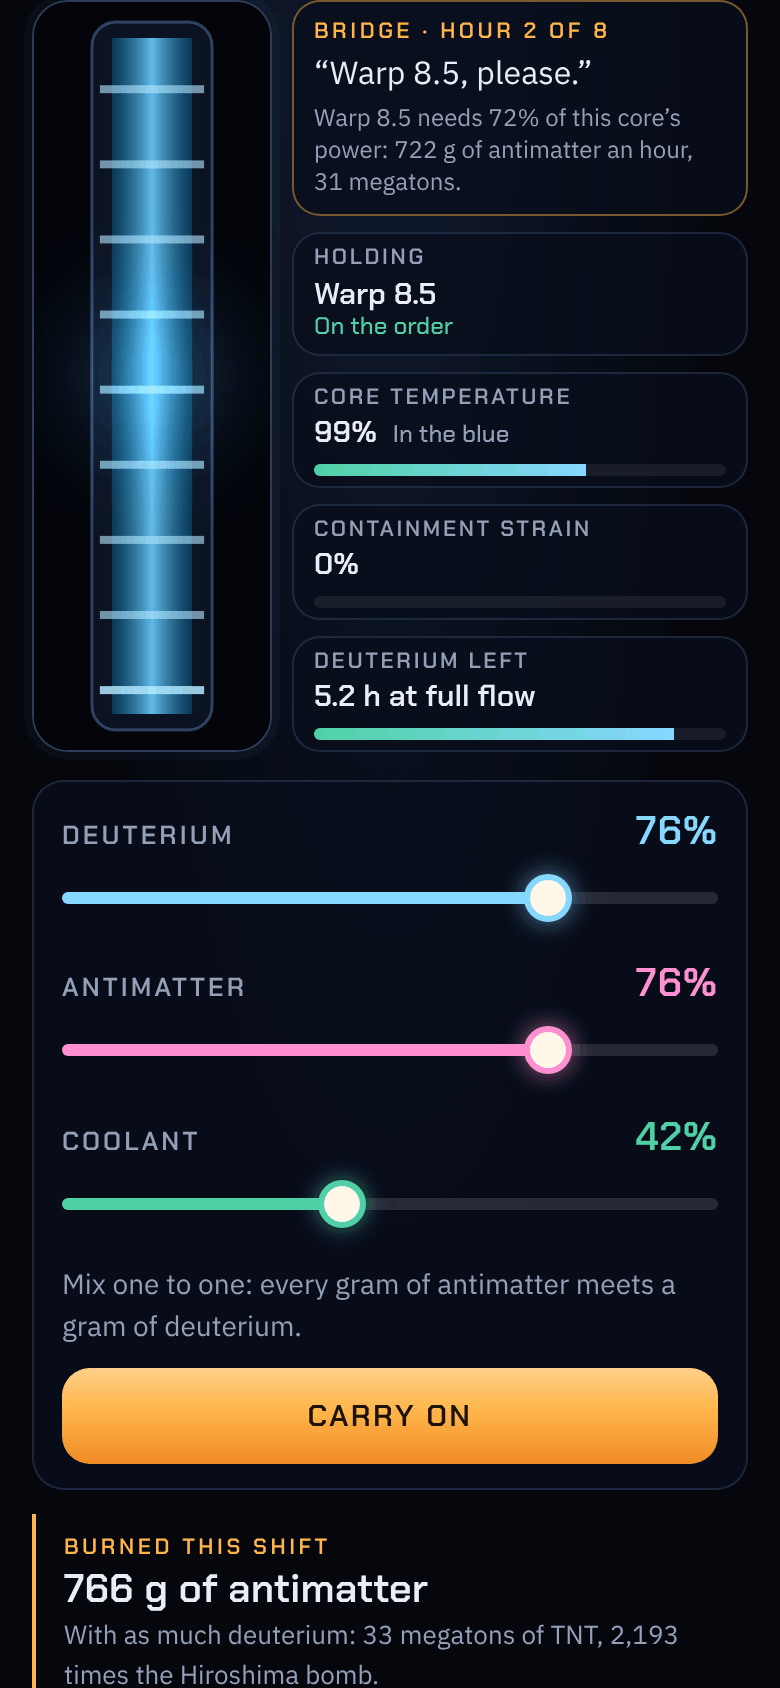 BRIDGE · HOUR 2 OF 8
“Warp 8.5, please.”
Warp 8.5 needs 72% of this core’s
power: 722 g of antimatter an hour,
31 megatons.
HOLDING
Warp 8.5
On the order
CORE TEMPERATURE
99% In the blue
CONTAINMENT STRAIN
0%
DEUTERIUM LEFT
5.2 h at full flow
DEUTERIUM 76%
ANTIMATTER 76%
COOLANT 42%
Mix one to one: every gram of antimatter meets a
gram of deuterium.
CARRY ON
BURNED THIS SHIFT
766 g of antimatter
With as much deuterium: 33 megatons of TNT, 2,193
times the Hiroshima bomb.